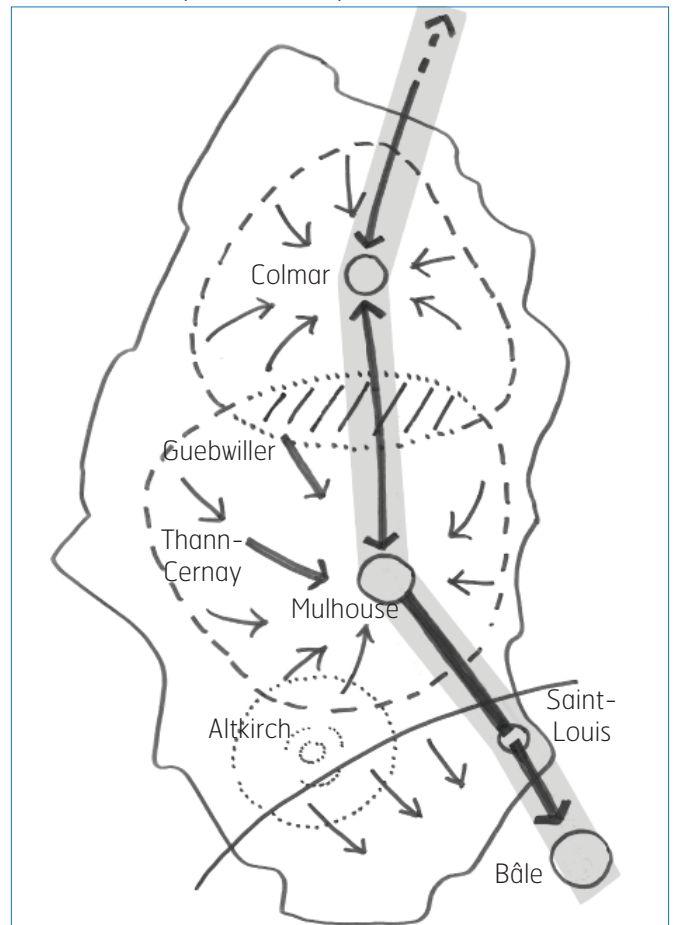 Colmar
Guebwiller
Thann-
Cernay
Mulhouse
Altkirch
Saint-
Louis
Bâle